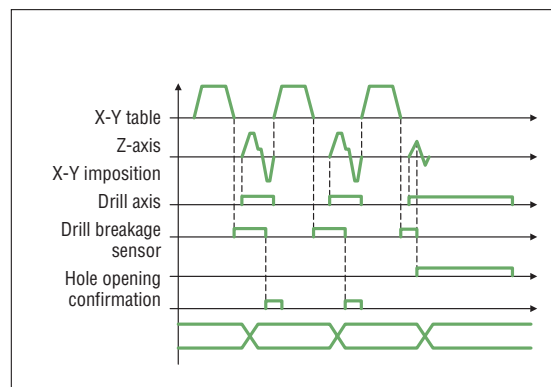 X-Y table
Z-axis
X-Y imposition
Drill axis
Drill breakage
sensor
Hole opening
confirmation